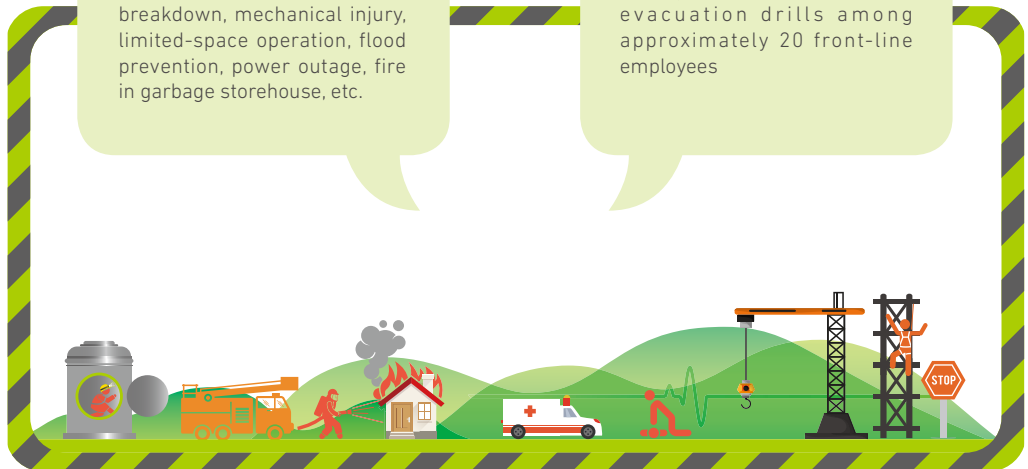 breakdown, mechanical injury,
limited-space operation, flood
prevention, power outage, fire
in garbage storehouse, etc.
evacuation drills among
approximately 20 front-line
employees
STOP